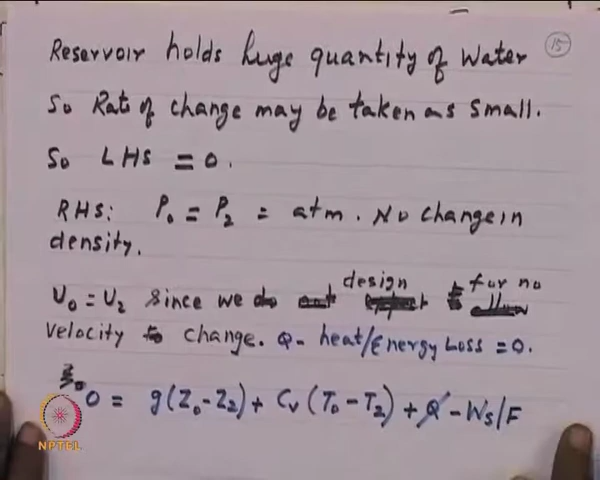 15
Reservoir holds huge quantity of Water
So Rate of change may be taken as small.
So LHS = 0.
RHS: P₀ = P₂ = atm. No change in
density.
U₀ = U₂ since we design for no
velocity change. Q - heat/Energy Loss = 0.
0 = g(Z₀-Z₂) + Cᵥ (T₀-T₂) + Q - Ws/F
NPTEL